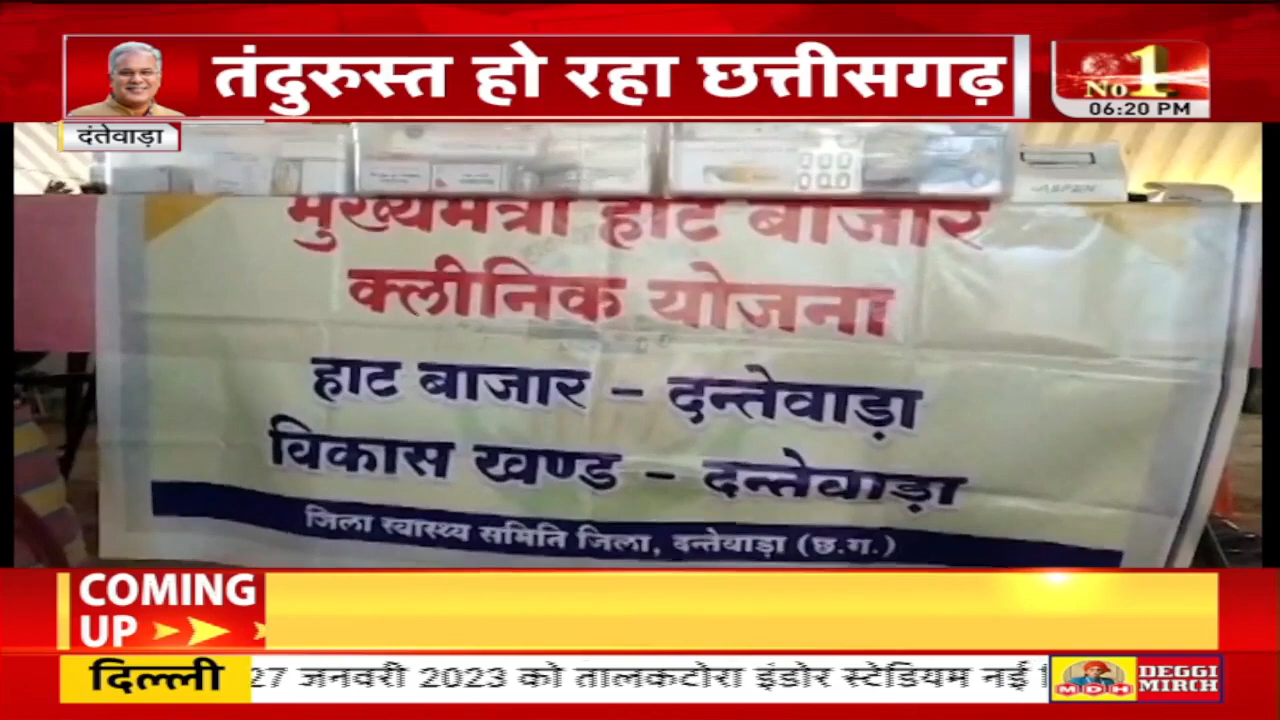 तंदुरुस्त हो रहा छत्तीसगढ़
No 1
06:20 PM
दंतेवाड़ा
ASPEN
मुख्यमंत्री हाट बाजार
क्लीनिक योजना
हाट बाजार – दन्तेवाड़ा
विकास खण्ड – दन्तेवाड़ा
जिला स्वास्थ्य समिति जिला, दन्तेवाड़ा (छ.ग.)
COMING
UP
दिल्ली 27 जनवरी 2023 को तालकटोरा इंडोर स्टेडियम नई
MDH DEGGI
MIRCH